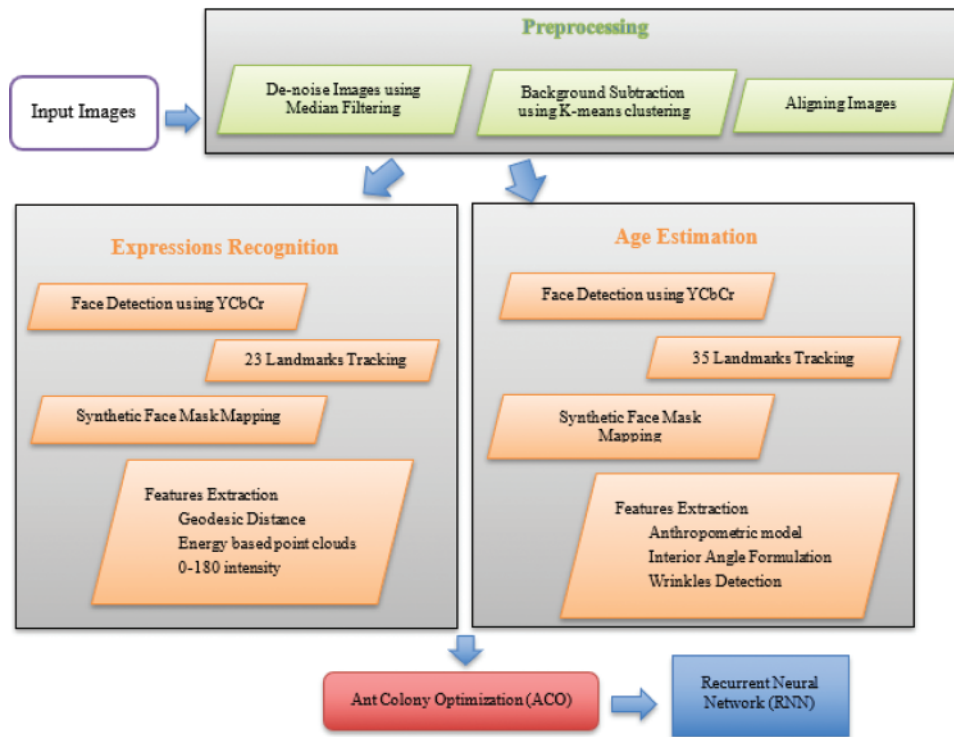 Preprocessing
Input Images
De-noise Images using
Median Filtering
Background Subtraction
using K-means clustering
Aligning Images
Expressions Recognition
Face Detection using YCbCr
23 Landmarks Tracking
Synthetic Face Mask Mapping
Features Extraction
Geodesic Distance
Energy based point clouds
0-180 intensity
Age Estimation
Face Detection using YCbCr
35 Landmarks Tracking
Synthetic Face Mask
Mapping
Features Extraction
Anthropometric model
Interior Angle Formulation
Wrinkles Detection
Ant Colony Optimization (ACO)
Recurrent Neural
Network (RNN)